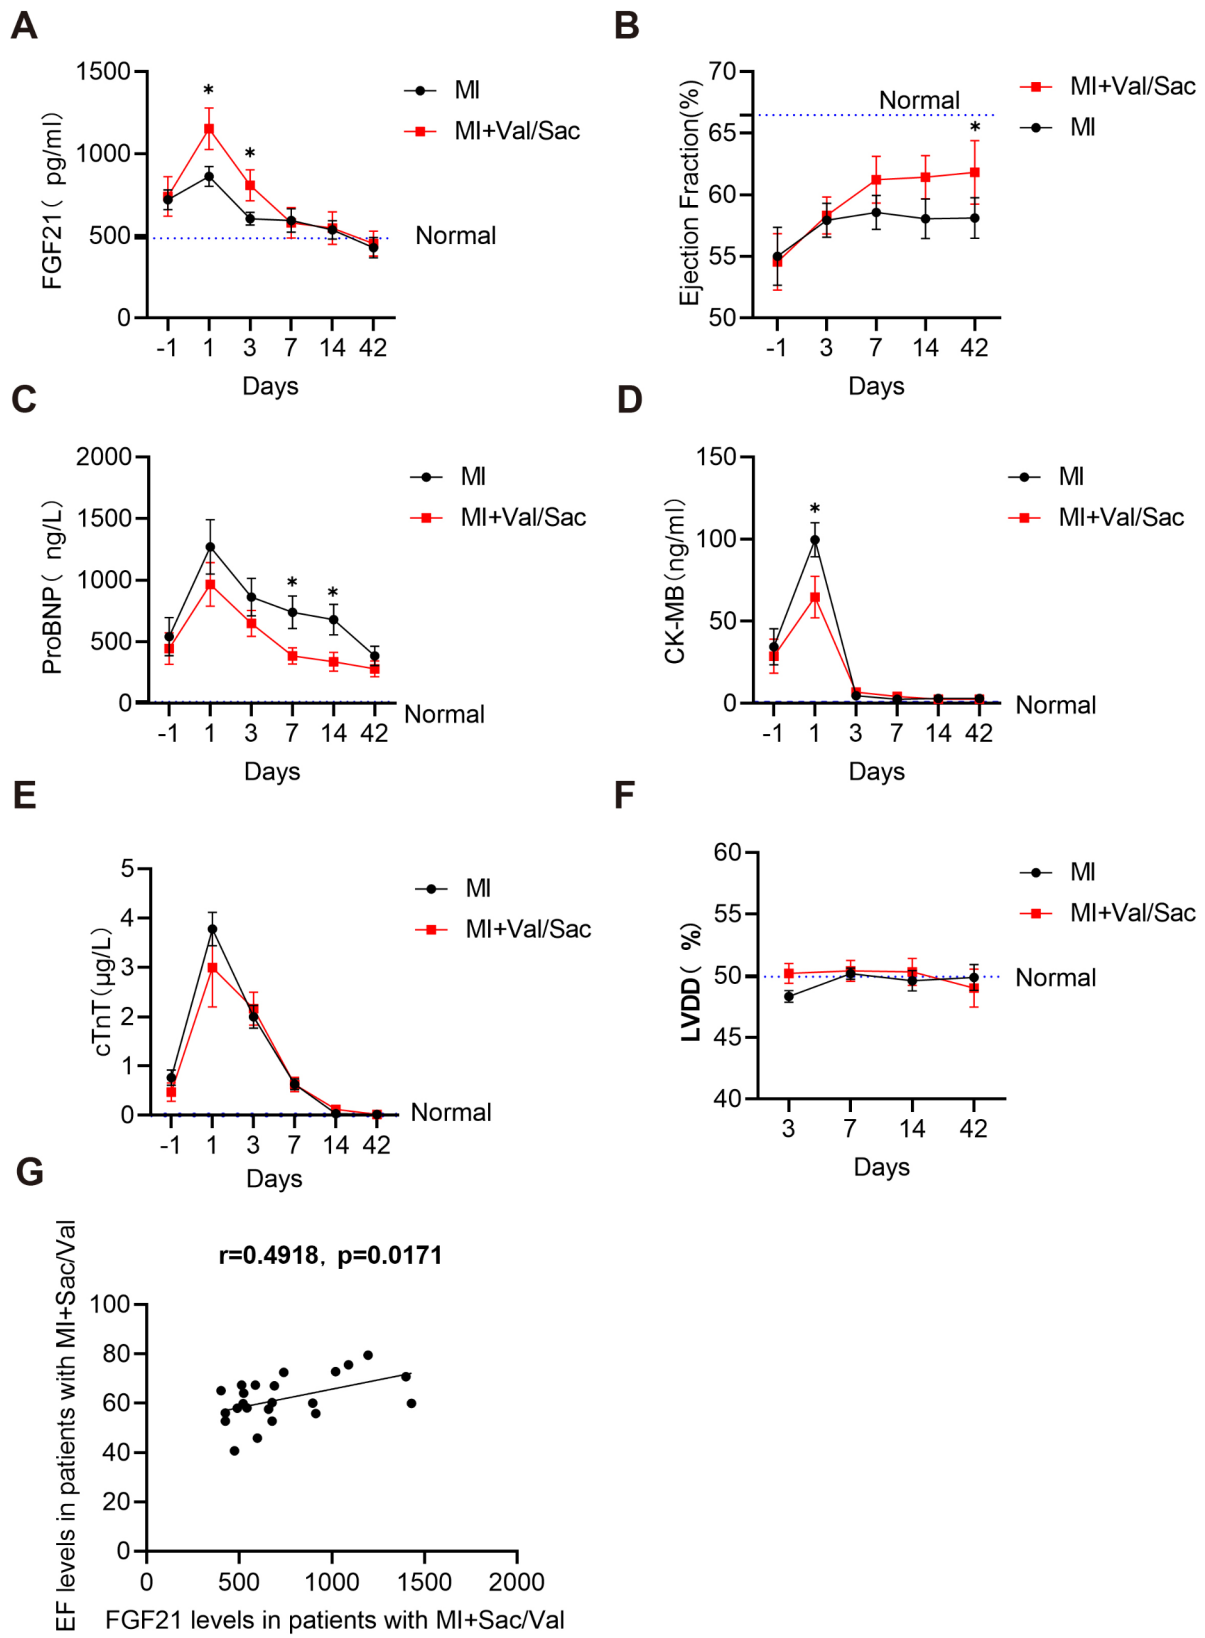 A
FGF21( pg/ml)
1500
1000
500
0
-1 1 3 7 14 42
Days
* *
MI
MI+Val/Sac
Normal
B
Ejection Fraction(%)
70
65
60
55
50
-1 3 7 14 42
Days
Normal
*
MI+Val/Sac
MI
C
ProBNP( ng/L)
2000
1500
1000
500
0
-1 1 3 7 14 42
Days
* *
MI
MI+Val/Sac
Normal
D
CK-MB(ng/ml)
150
100
50
0
-1 1 3 7 14 42
Days
*
MI
MI+Val/Sac
Normal
E
cTnT(μg/L)
5
4
3
2
1
0
-1 1 3 7 14 42
Days
MI
MI+Val/Sac
Normal
F
LVDD( %)
60
55
50
45
40
3 7 14 42
Days
MI
MI+Val/Sac
Normal
G
EF levels in patients with MI+Sac/Val
r=0.4918, p=0.0171
100
80
60
40
20
0
0 500 1000 1500 2000
FGF21 levels in patients with MI+Sac/Val